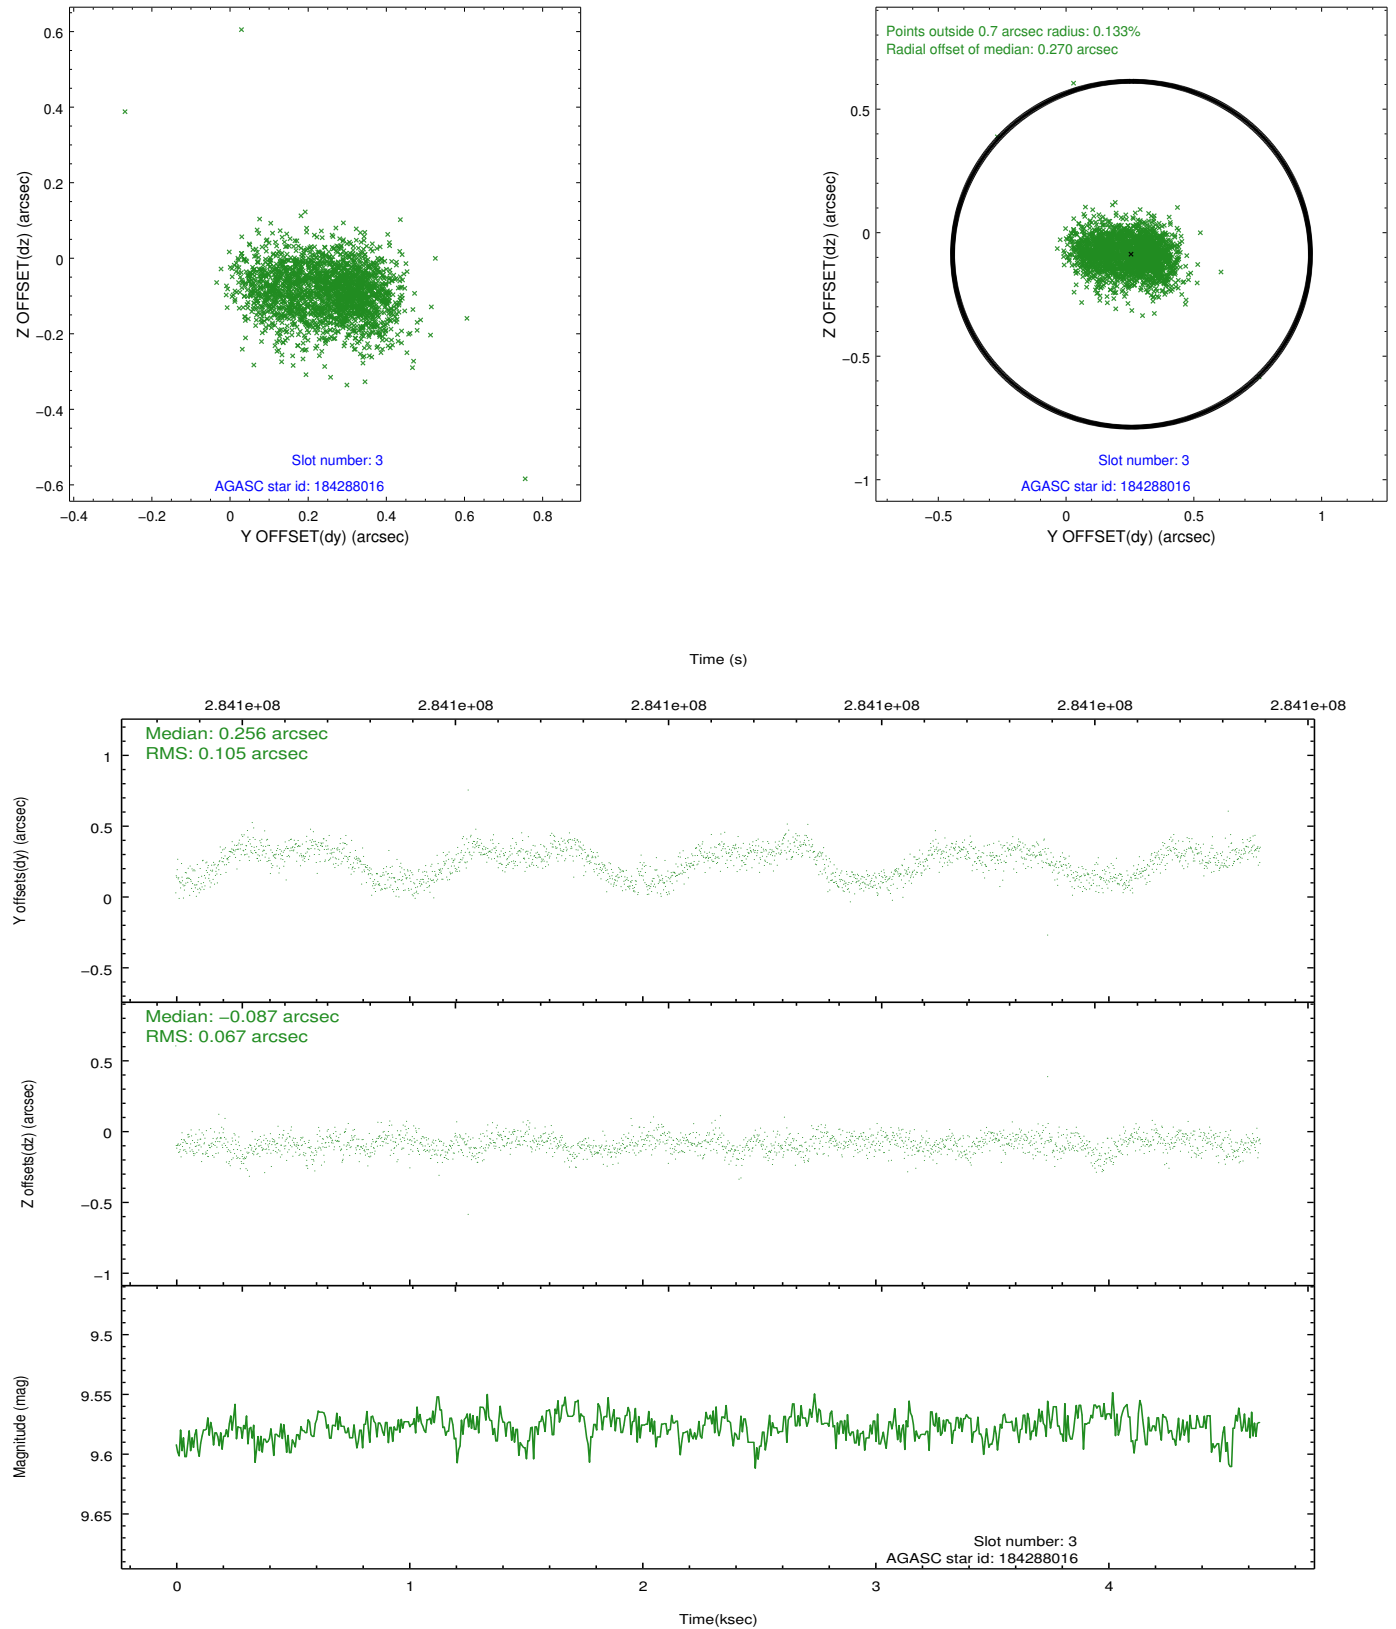 0.6
0.4
0.2
0
−0.2
−0.4
−0.6
Z OFFSET(dz) (arcsec)
Slot number: 3
AGASC star id: 184288016
−0.4 −0.2 0 0.2 0.4 0.6 0.8
Y OFFSET(dy) (arcsec)
Points outside 0.7 arcsec radius: 0.133%
Radial offset of median: 0.270 arcsec
0.5
0
−0.5
−1
Z OFFSET(dz) (arcsec)
Slot number: 3
AGASC star id: 184288016
−0.5 0 0.5 1
Y OFFSET(dy) (arcsec)
Time (s)
2.841e+08 2.841e+08 2.841e+08 2.841e+08 2.841e+08 2.841e+08
Median: 0.256 arcsec
RMS: 0.105 arcsec
1
0.5
0
−0.5
Y offsets(dy) (arcsec)
Median: −0.087 arcsec
RMS: 0.067 arcsec
0.5
0
−0.5
−1
Z offsets(dz) (arcsec)
9.5
9.55
9.6
9.65
Magnitude (mag)
Slot number: 3
AGASC star id: 184288016
0 1 2 3 4
Time(ksec)